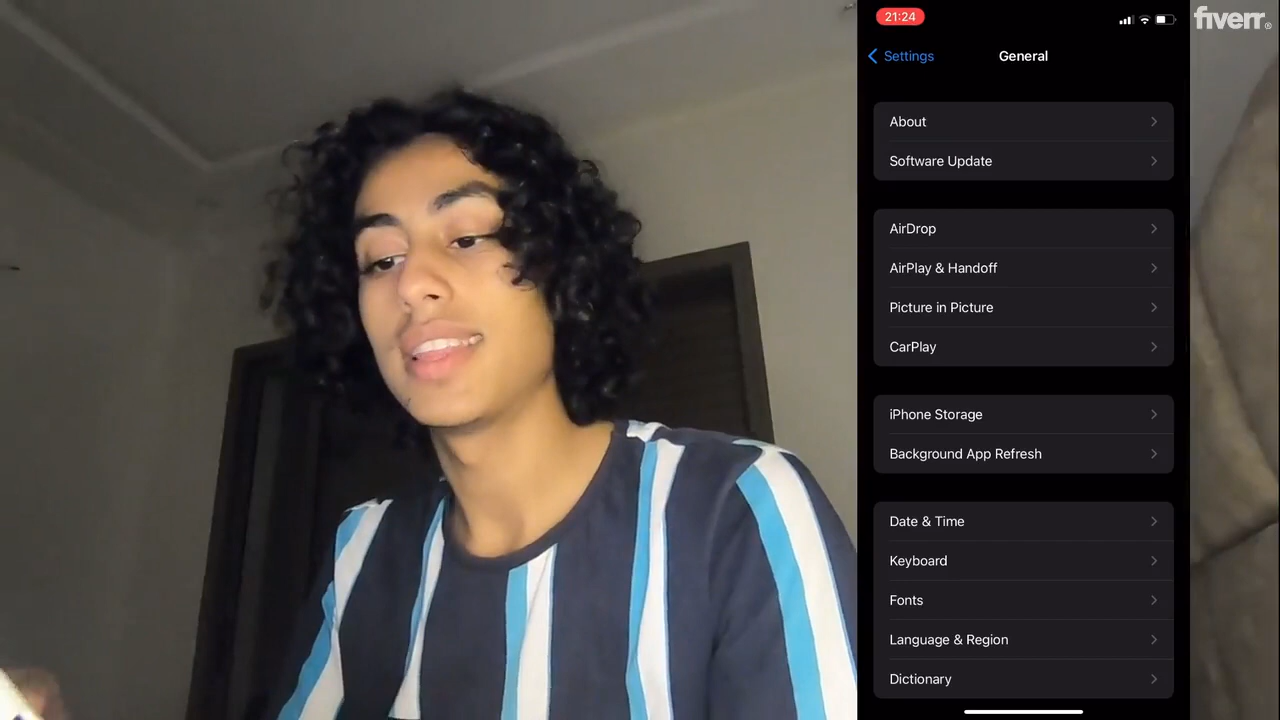 21:24
fiverr®
Settings
General
About
Software Update
AirDrop
AirPlay & Handoff
Picture in Picture
CarPlay
iPhone Storage
Background App Refresh
Date & Time
Keyboard
Fonts
Language & Region
Dictionary